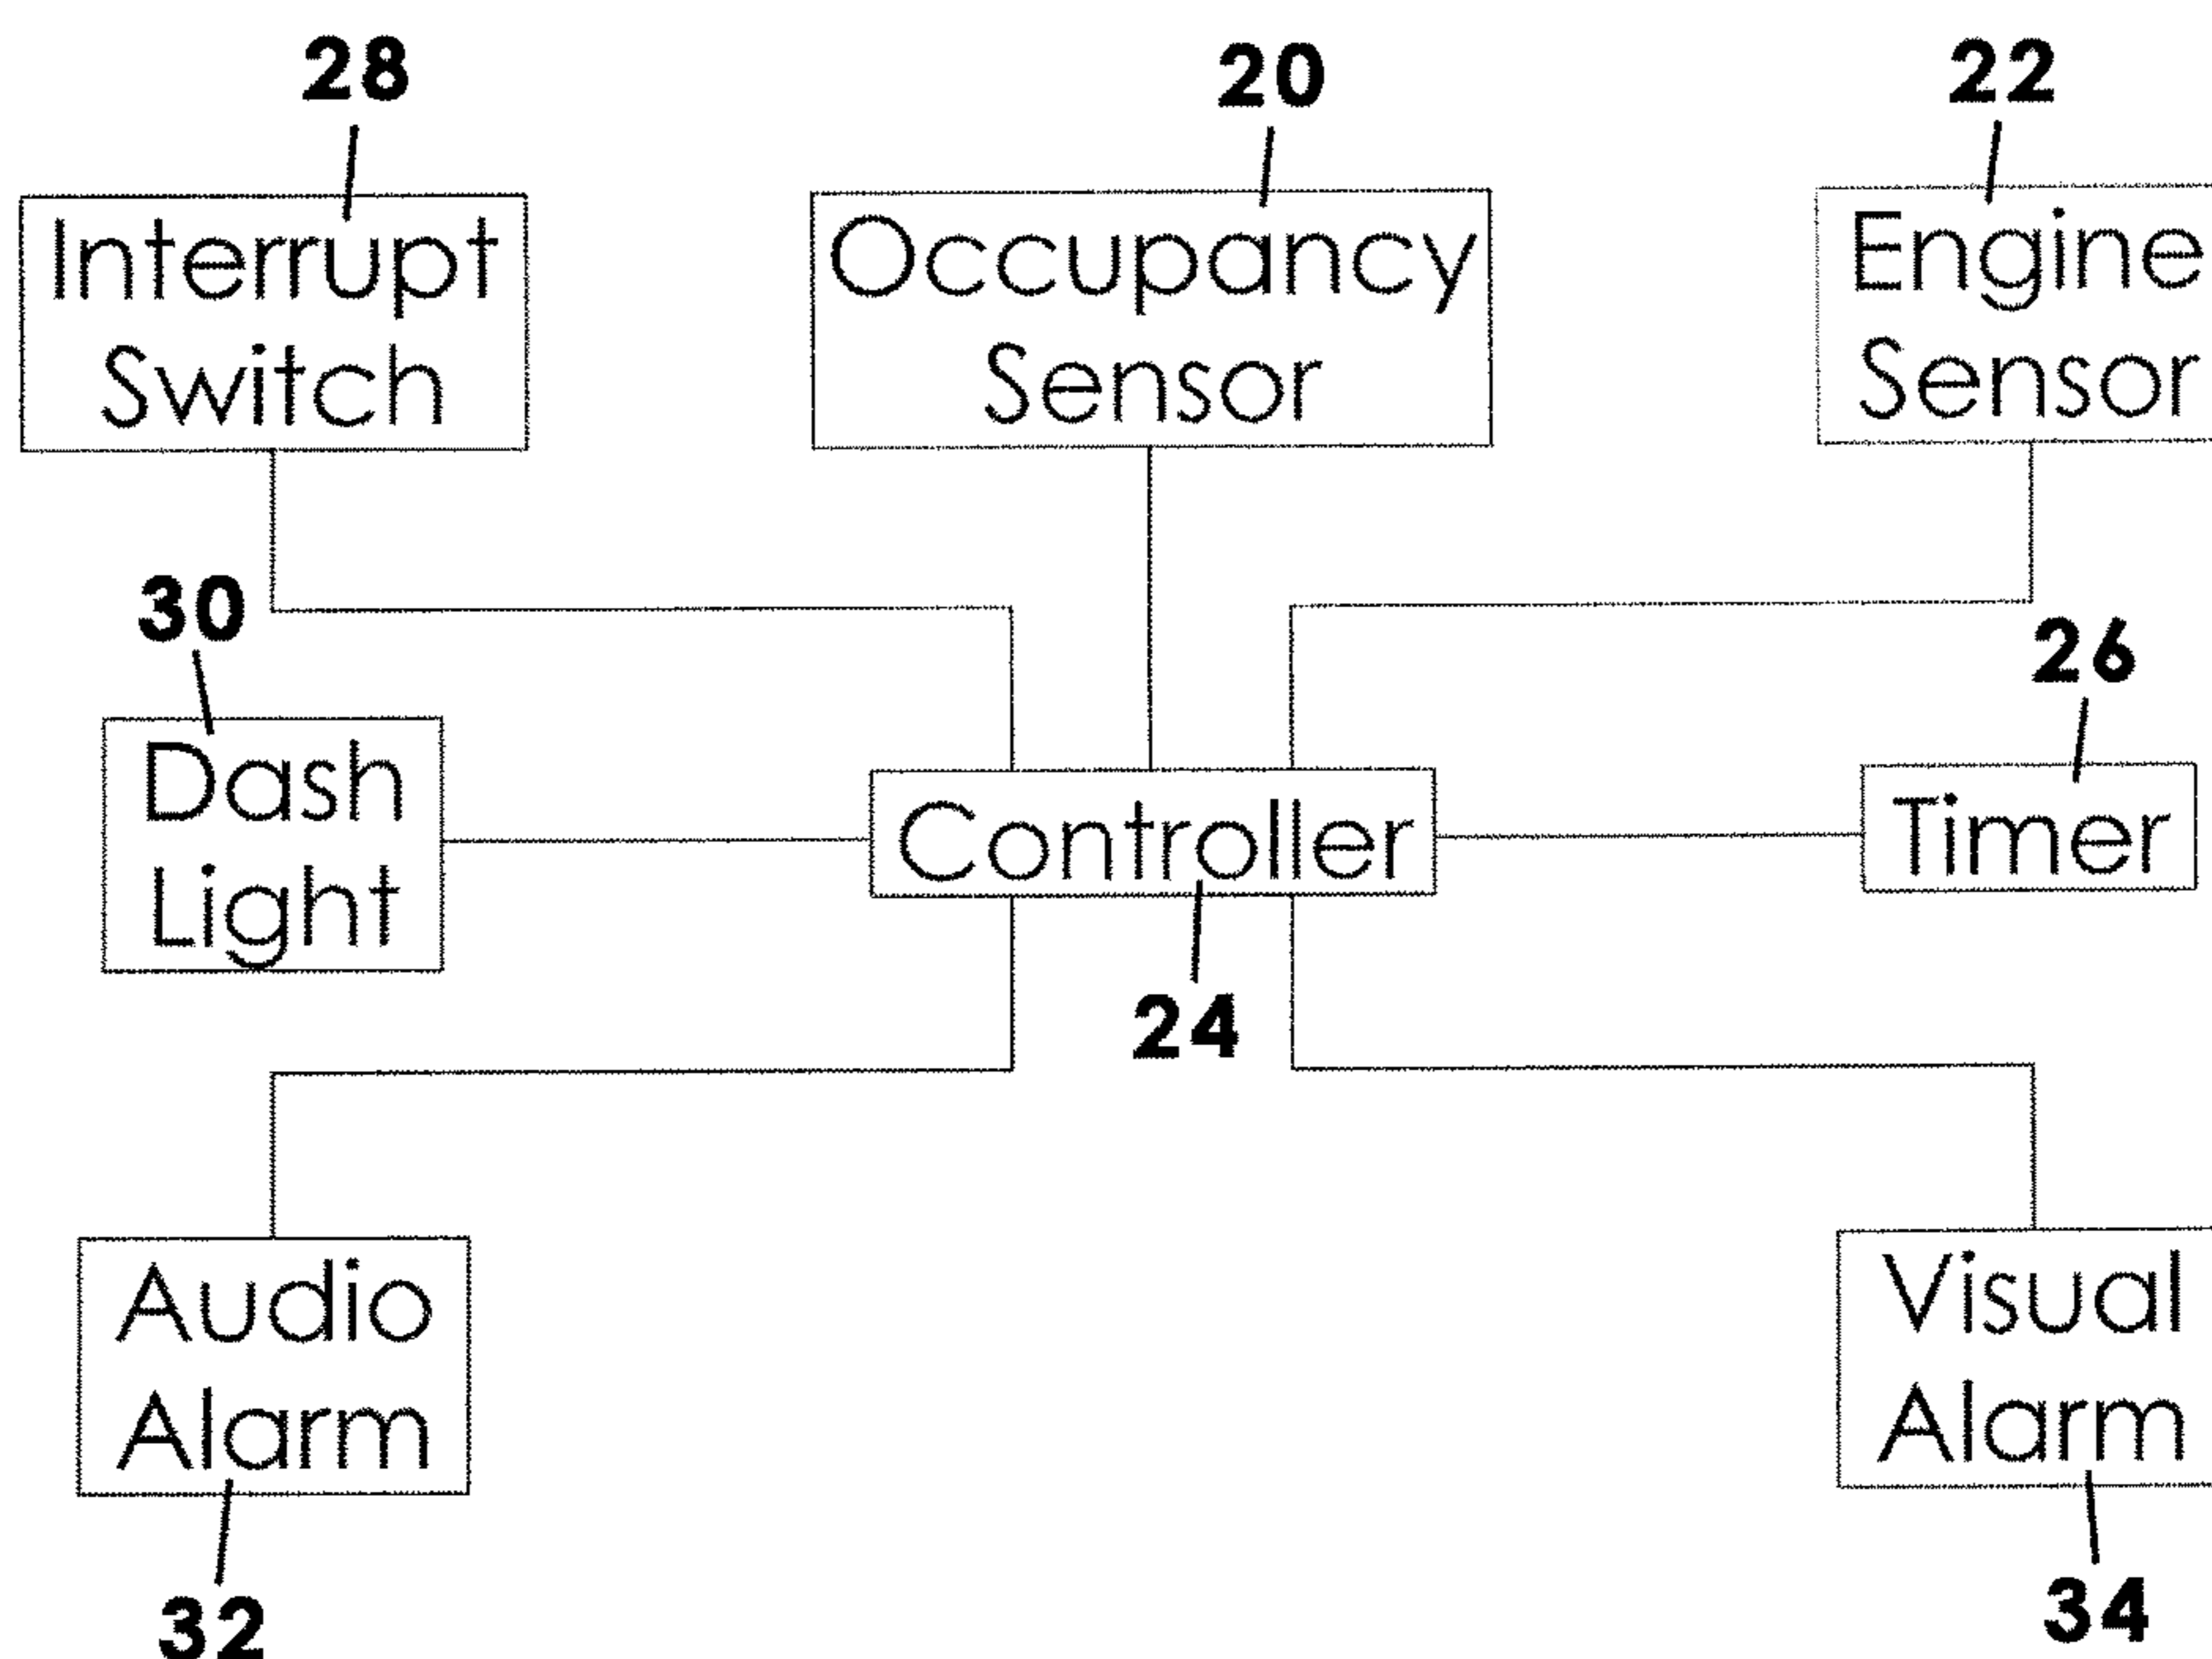 28
20
22
Interrupt
Switch
Occupancy
Sensor
Engine
Sensor
30
26
Dash
Light
Controller
Timer
24
Audio
Alarm
Visual
Alarm
32
34